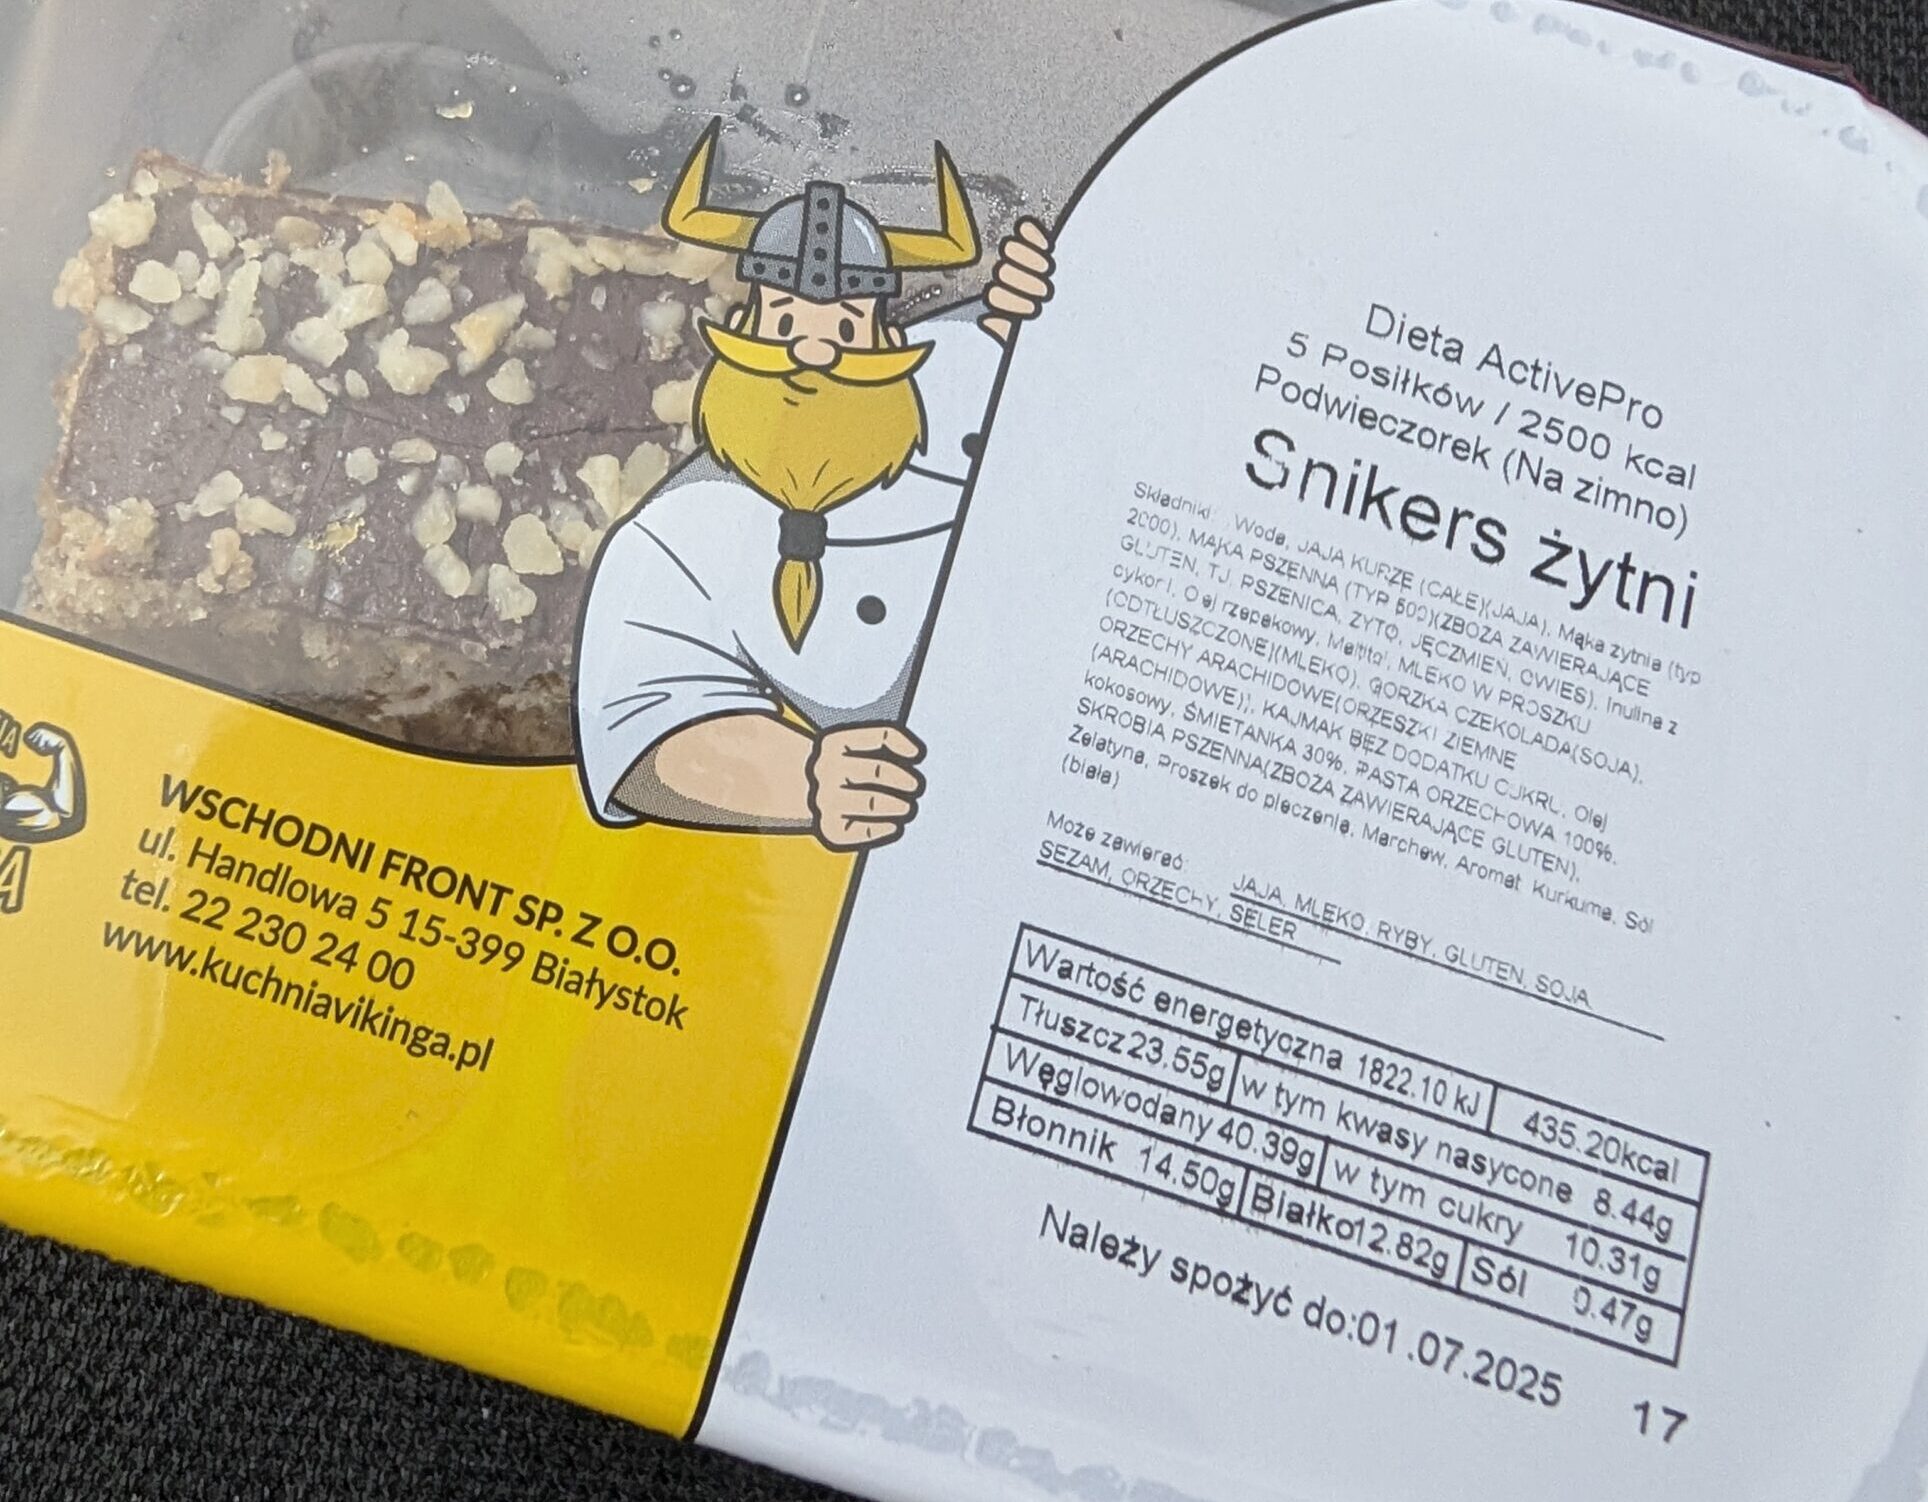 WSCHODNI FRONT SP. Z O.O.
ul. Handlowa 5 15-399 Białystok
tel. 22 230 24 00
www.kuchniavikinga.pl
Dieta ActivePro
5 Posiłków / 2500 kcal
Podwieczorek (Na zimno)
Snikers żytni
Składniki: Woda, JAJA KURZE (CAŁE)(JAJA), Mąka żytnia (typ
2000), MĄKA PSZENNA (TYP 500)(ZBOŻA ZAWIERAJĄCE
GLUTEN, TJ. PSZENICA, ŻYTO, JĘCZMIEŃ, OWIES), Inulina z
cykorii, Olej rzepakowy, Maltitol, MLEKO W PROSZKU
(ODTŁUSZCZONE)(MLEKO), GORZKA CZEKOLADA(SOJA),
ORZECHY ARACHIDOWE(ORZESZKI ZIEMNE
(ARACHIDOWE)), KAJMAK BEZ DODATKU CUKRU, Olej
kokosowy, ŚMIETANKA 30%, PASTA ORZECHOWA 100%,
SKROBIA PSZENNA(ZBOŻA ZAWIERAJĄCE GLUTEN),
Żelatyna, Proszek do pieczenia, Marchew, Aromat, Kurkuma, Sól
(biała)
Może zawierać: JAJA, MLEKO, RYBY, GLUTEN, SOJA,
SEZAM, ORZECHY, SELER
Wartość energetyczna 1822.10 kJ 435.20kcal
Tłuszcz 23.55g w tym kwasy nasycone 8.44g
Węglowodany 40.39g w tym cukry 10.31g
Błonnik 14.50g Białko12.82g Sól 0.47g
Należy spożyć do:01.07.2025 17